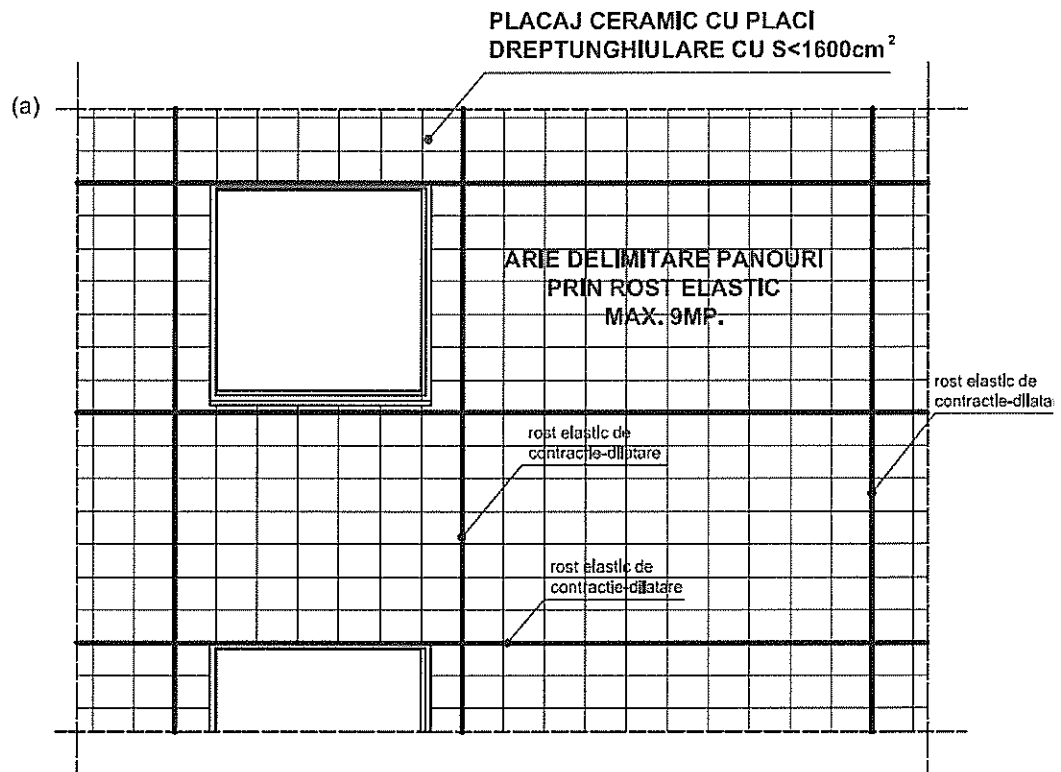 PLACAJ CERAMIC CU PLACI
DREPTUNGHIULARE CU S<1600cm²
(a)
ARIE DELIMITARE PANOURI
PRIN ROST ELASTIC
MAX. 9MP.
rost elastic de
contractie-dilata
rost elastic de
contractie-dilatare
rost elastic de
contractie-dilatare